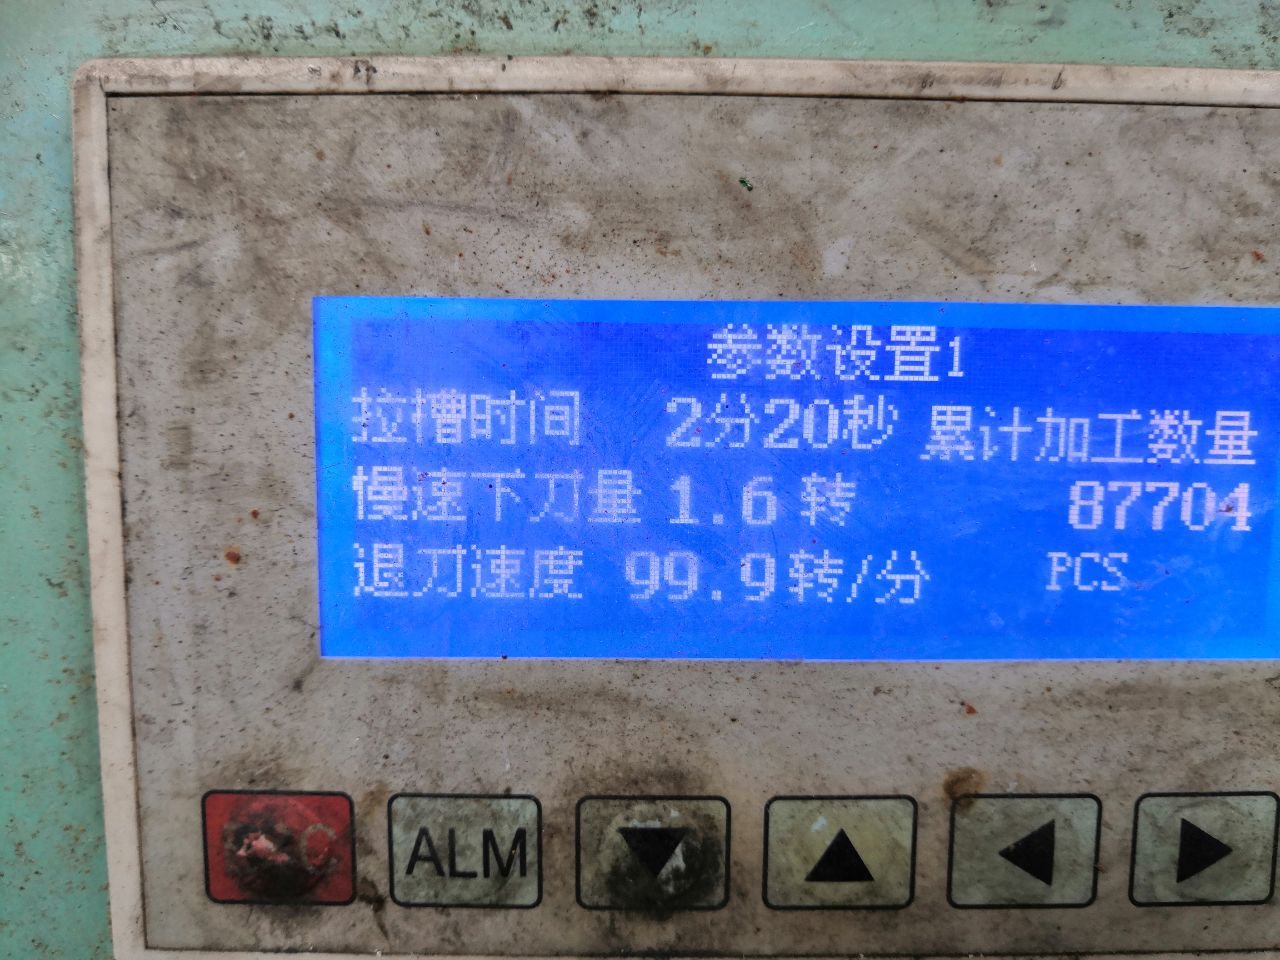 参数设置1
拉槽时间 2分20秒 累计加工数量
慢速下刀量 1.6 转 87704
退刀速度 99.9转/分 PCS
ALM